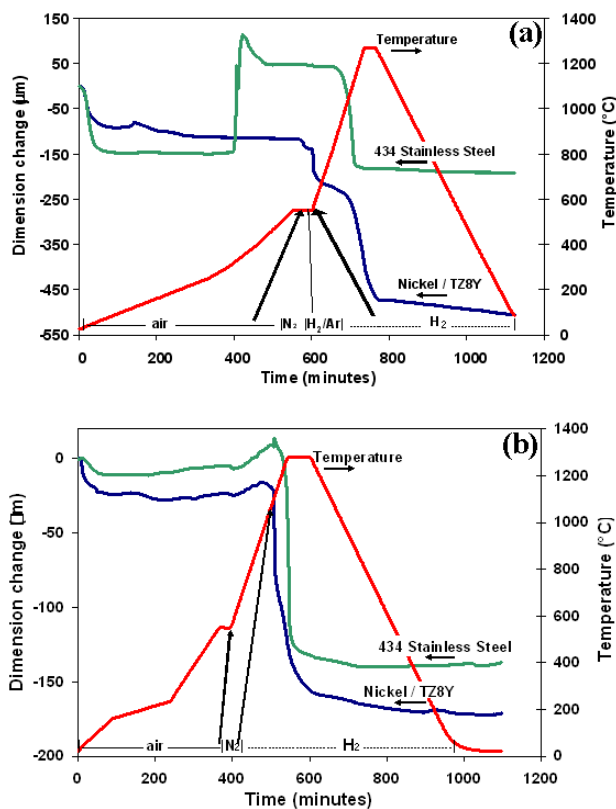 150
50
-50
-150
-250
-350
-450
-550
Dimension change (µm)
1400
1200
1000
800
600
400
200
0
Temperature (°C)
(a)
Temperature
434 Stainless Steel
Nickel / TZ8Y
air |N₂ |H₂/Ar| H₂
0 200 400 600 800 1000 1200
Time (minutes)
0
-50
-100
-150
-200
Dimension change □m)
1400
1200
1000
800
600
400
200
0
Temperature (°C)
(b)
Temperature
434 Stainless Steel
Nickel / TZ8Y
air |N₂| H₂
0 200 400 600 800 1000 1200
Time (minutes)